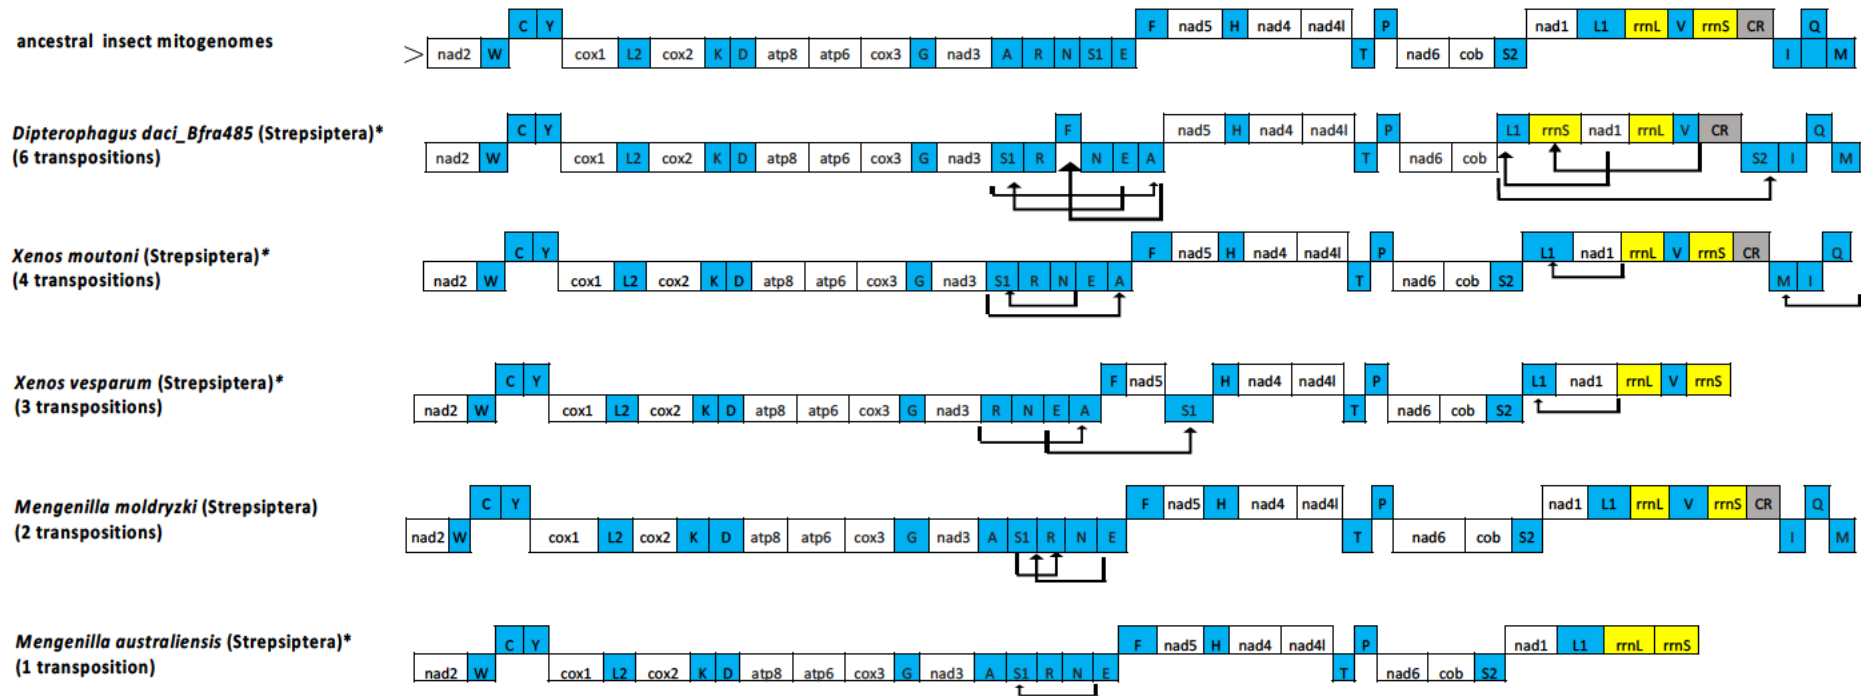 C Y F nad5 H nad4 nad4l P nad1 L1 rrnL V rrnS CR Q
ancestral insect mitogenomes
> nad2 W cox1 L2 cox2 K D atp8 atp6 cox3 G nad3 A R N S1 E T nad6 cob S2 I M
C Y F nad5 H nad4 nad4l P L1 rrnS nad1 rrnL V CR Q
Dipterophagus daci_Bfra485 (Strepsiptera)*
(6 transpositions)
nad2 W cox1 L2 cox2 K D atp8 atp6 cox3 G nad3 S1 R N E A T nad6 cob S2 I M
C Y F nad5 H nad4 nad4l P L1 nad1 rrnL V rrnS CR Q
Xenos moutoni (Strepsiptera)*
(4 transpositions)
nad2 W cox1 L2 cox2 K D atp8 atp6 cox3 G nad3 S1 R N E A T nad6 cob S2 M I
C Y F nad5 H nad4 nad4l P L1 nad1 rrnL V rrnS
Xenos vesparum (Strepsiptera)*
(3 transpositions)
nad2 W cox1 L2 cox2 K D atp8 atp6 cox3 G nad3 R N E A S1 T nad6 cob S2
C Y F nad5 H nad4 nad4l P nad1 L1 rrnL V rrnS CR Q
Mengenilla moldryzki (Strepsiptera)
(2 transpositions)
nad2 W cox1 L2 cox2 K D atp8 atp6 cox3 G nad3 A S1 R N E T nad6 cob S2 I M
C Y F nad5 H nad4 nad4l P nad1 L1 rrnL rrnS
Mengenilla australiensis (Strepsiptera)*
(1 transposition)
nad2 W cox1 L2 cox2 K D atp8 atp6 cox3 G nad3 A S1 R N E T nad6 cob S2